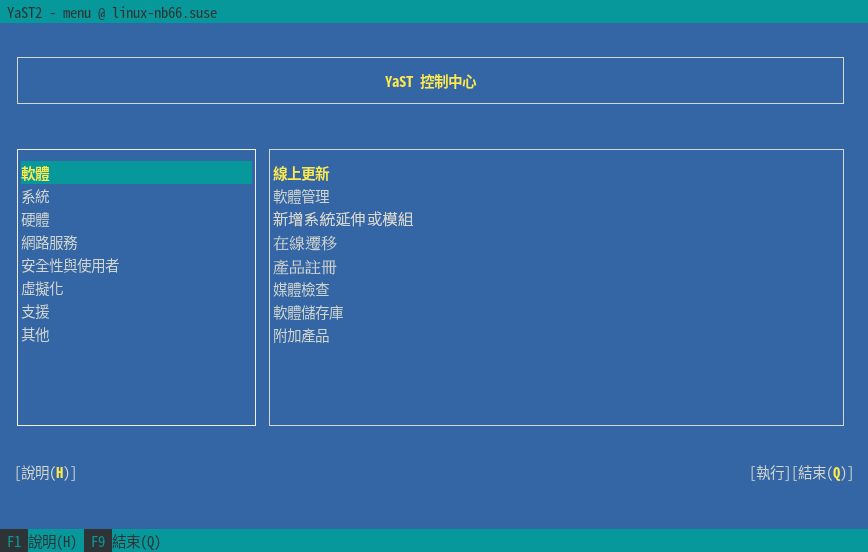 YaST2 - menu @ linux-nb66.suse
YaST 控制中心
軟體
系統
硬體
網路服務
安全性與使用者
虛擬化
支援
其他
線上更新
軟體管理
新增系統延伸或模組
在線遷移
產品註冊
媒體檢查
軟體儲存庫
附加產品
[說明(H)]
[執行][結束(Q)]
F1 說明(H) F9 結束(Q)